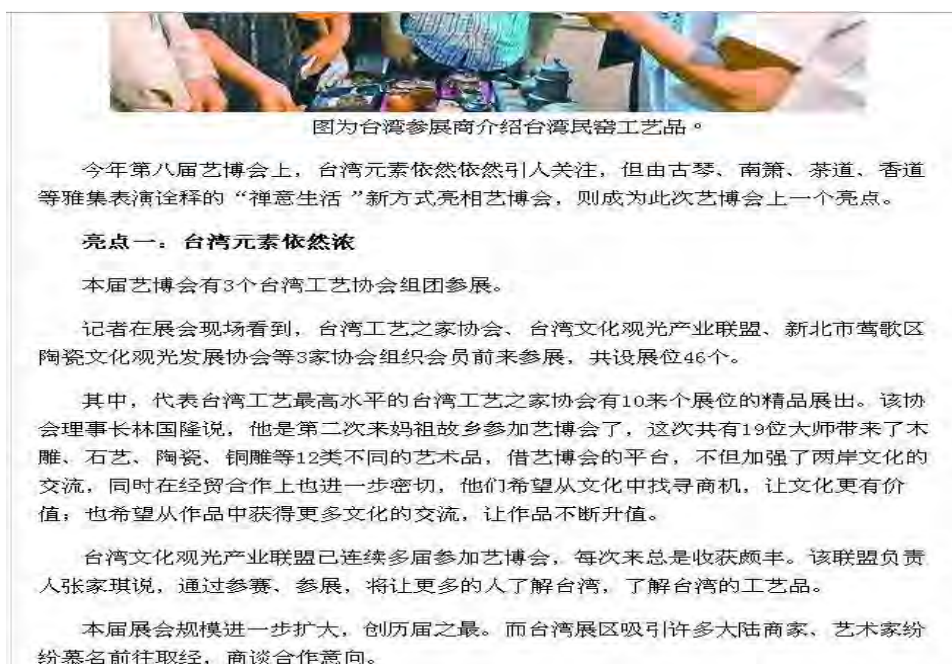 图为台湾参展商介绍台湾民窑工艺品。
今年第八届艺博会上，台湾元素依然依然引人关注，但由古琴、南箫、茶道、香道
等雅集表演诠释的“禅意生活 ”新方式亮相艺博会，则成为此次艺博会上一个亮点。
亮点一：台湾元素依然浓
本届艺博会有3个台湾工艺协会组团参展。
记者在展会现场看到，台湾工艺之家协会、台湾文化观光产业联盟、新北市莺歌区
陶瓷文化观光发展协会等3家协会组织会员前来参展，共设展位46个。
其中，代表台湾工艺最高水平的台湾工艺之家协会有10来个展位的精品展出。该协
会理事长林国隆说，他是第二次来妈祖故乡参加艺博会了，这次共有19位大师带来了木
雕、石艺、陶瓷、铜雕等12类不同的艺术品，借艺博会的平台，不但加强了两岸文化的
交流，同时在经贸合作上也进一步密切，他们希望从文化中找寻商机，让文化更有价
值；也希望从作品中获得更多文化的交流，让作品不断升值。
台湾文化观光产业联盟已连续多届参加艺博会，每次来总是收获颇丰。该联盟负责
人张家琪说，通过参赛、参展，将让更多的人了解台湾，了解台湾的工艺品。
本届展会规模进一步扩大，创历届之最。而台湾展区吸引许多大陆商家、艺术家纷
纷慕名前往取经，商谈合作意向。